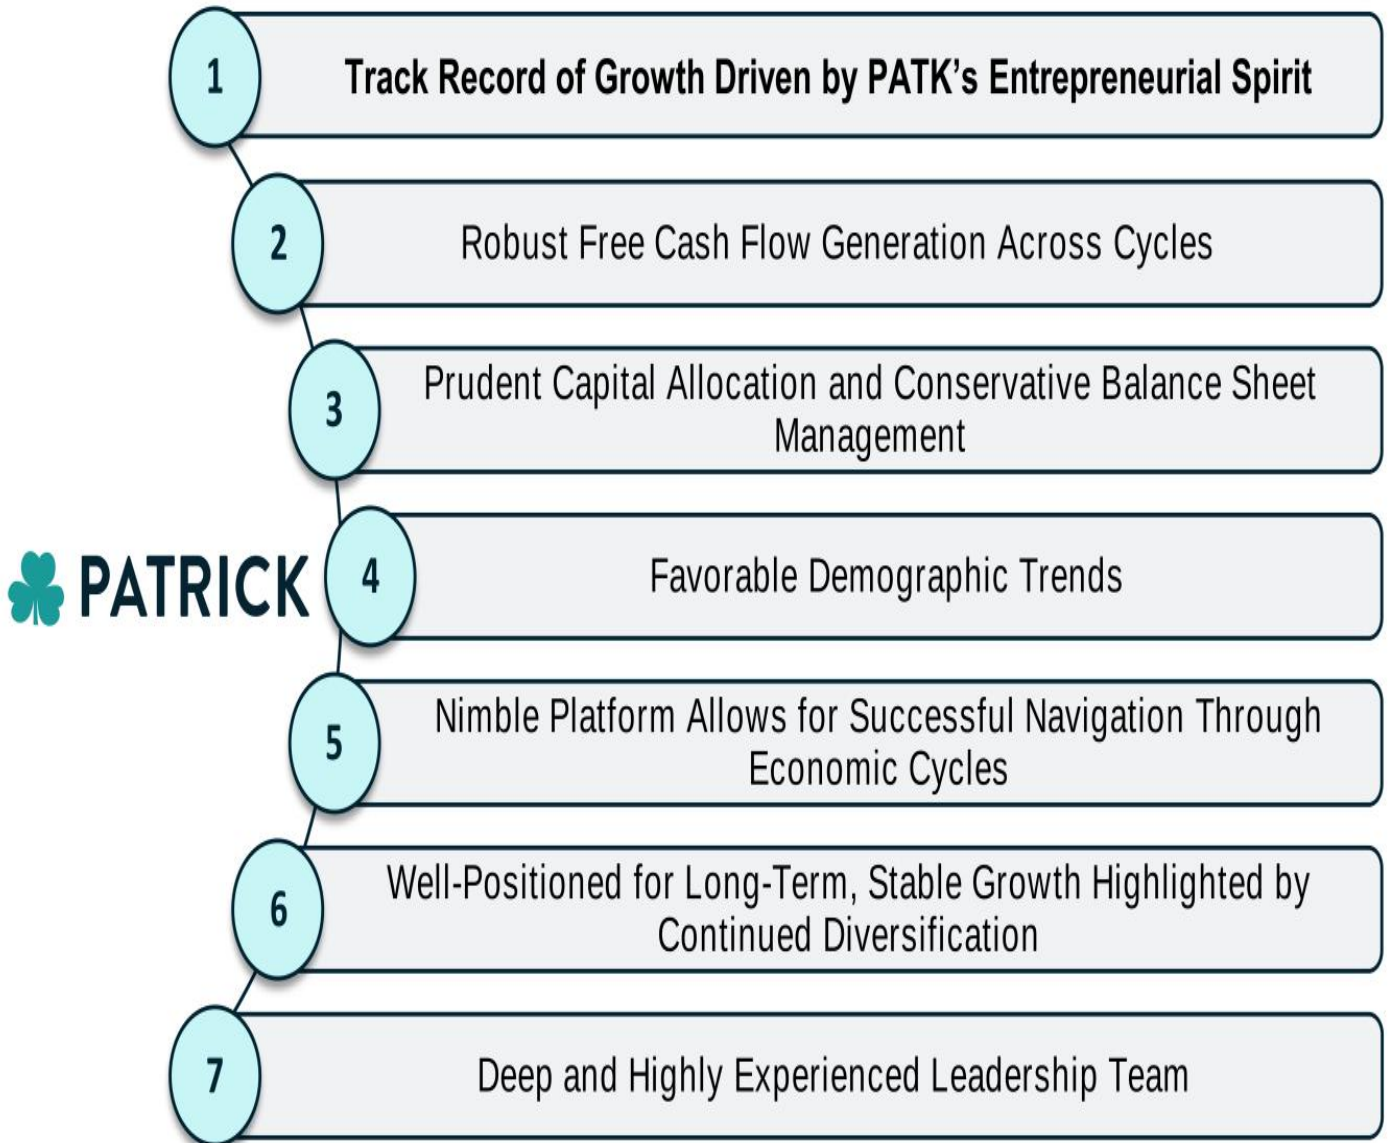 1
Track Record of Growth Driven by PATK’s Entrepreneurial Spirit
2
Robust Free Cash Flow Generation Across Cycles
3
Prudent Capital Allocation and Conservative Balance Sheet
Management
PATRICK
4
Favorable Demographic Trends
5
Nimble Platform Allows for Successful Navigation Through
Economic Cycles
6
Well-Positioned for Long-Term, Stable Growth Highlighted by
Continued Diversification
7
Deep and Highly Experienced Leadership Team